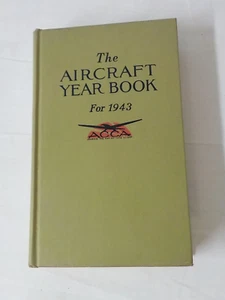 The
AIRCRAFT
YEAR BOOK
For 1943
ACCA